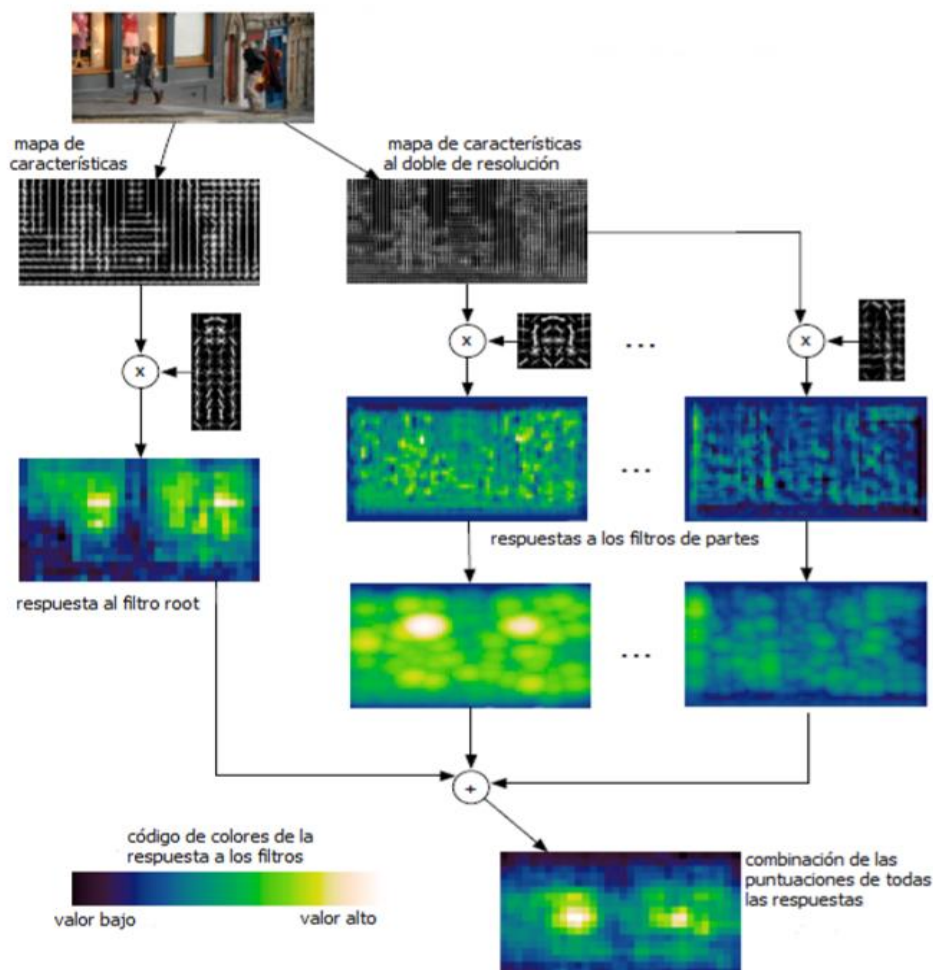 mapa de
características
mapa de características
al doble de resolución
x
x
...
x
...
respuestas a los filtros de partes
respuesta al filtro root
...
+
código de colores de la
respuesta a los filtros
valor bajo
valor alto
combinación de las
puntuaciones de todas
las respuestas